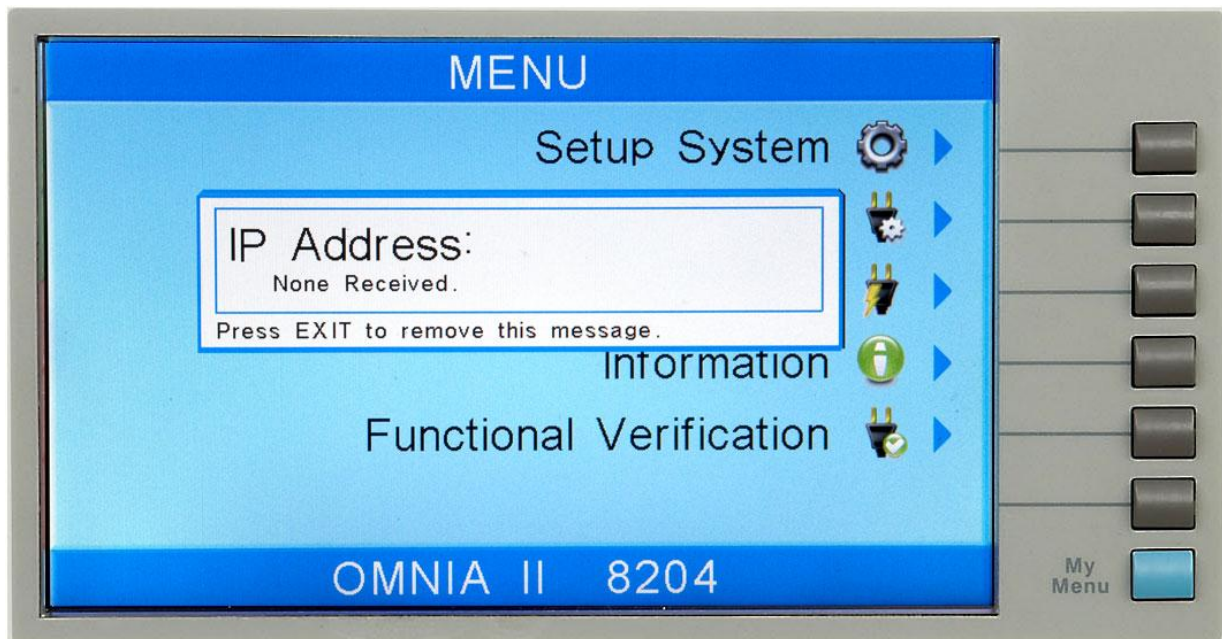 MENU
Setup System
IP Address:
None Received.
Press EXIT to remove this message.
Information
Functional Verification
OMNIA II 8204
My
Menu